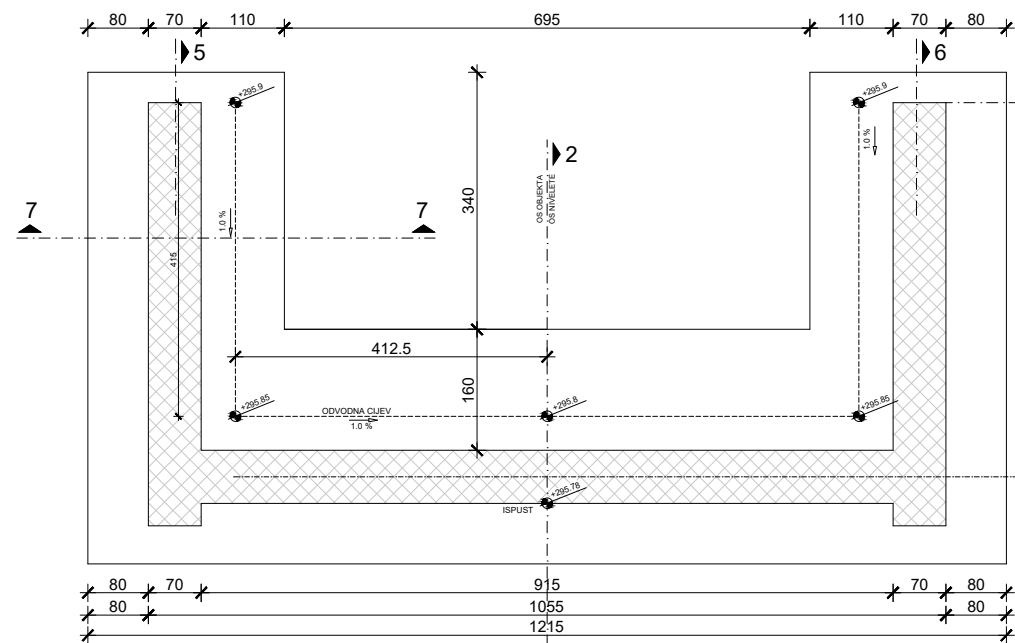 80 70 110 695 110 70 80
5 6
+295.9 +295.9
2
1.0 %
7 7
340
OS OBJEKTA
OS NIVELETE
1.0 %
415
412.5
160
+295.85 +295.8 +295.85
ODVODNA CIJEV
1.0 %
+295.78
ISPUST
80 70 915 70 80
80 1055 80
1215